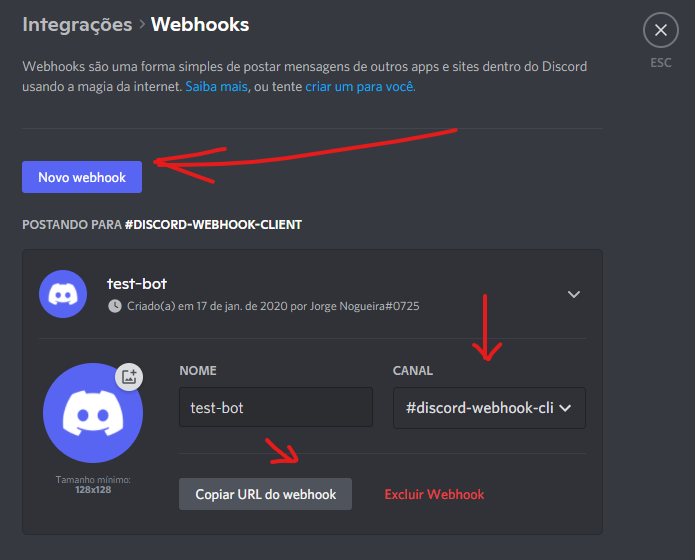 Integrações > Webhooks
Webhooks são uma forma simples de postar mensagens de outros apps e sites dentro do Discord
usando a magia da internet. Saiba mais, ou tente criar um para você.
ESC
Novo webhook
POSTANDO PARA #DISCORD-WEBHOOK-CLIENT
test-bot
Criado(a) em 17 de jan. de 2020 por Jorge Nogueira#0725
NOME
CANAL
test-bot
#discord-webhook-cli
Tamanho mínimo:
128x128
Copiar URL do webhook
Excluir Webhook